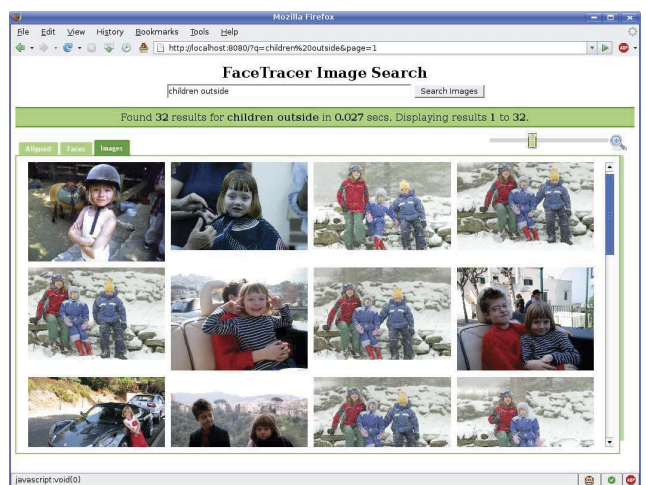 Mozilla Firefox
File Edit View History Bookmarks Tools Help
http://localhost:8080/?q=children%20outside&page=1
ABP
FaceTracer Image Search
children outside
Search Images
Found 32 results for children outside in 0.027 secs. Displaying results 1 to 32.
Aligned Faces Images
javascript:void(0)
ABP